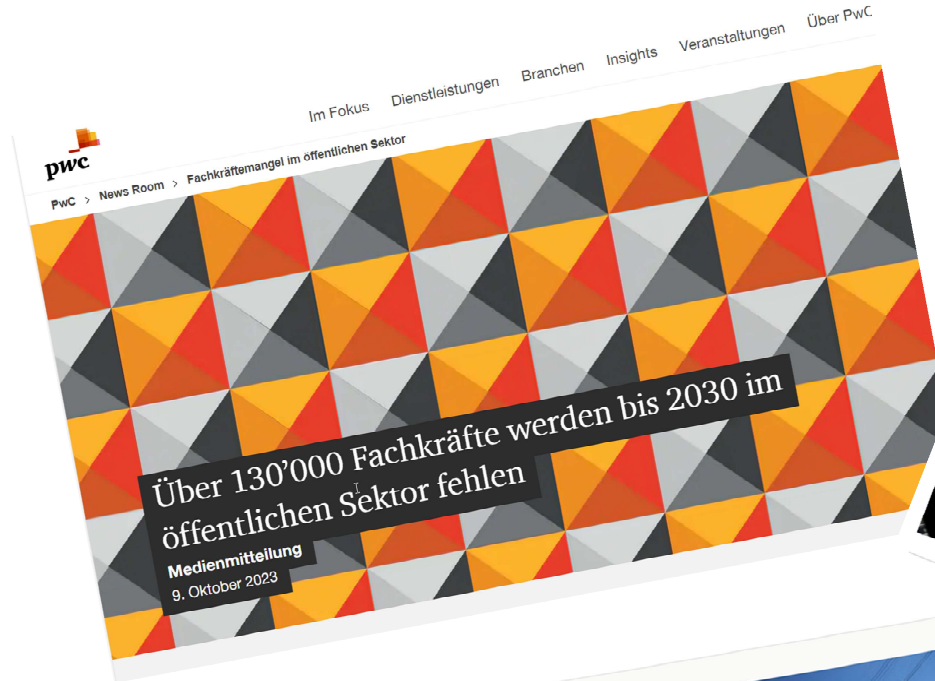 Im Fokus Dienstleistungen Branchen Insights Veranstaltungen Über PwC
pwc
PwC > News Room > Fachkräftemangel im öffentlichen Sektor
Über 130’000 Fachkräfte werden bis 2030 im
öffentlichen Sektor fehlen
Medienmitteilung
9. Oktober 2023